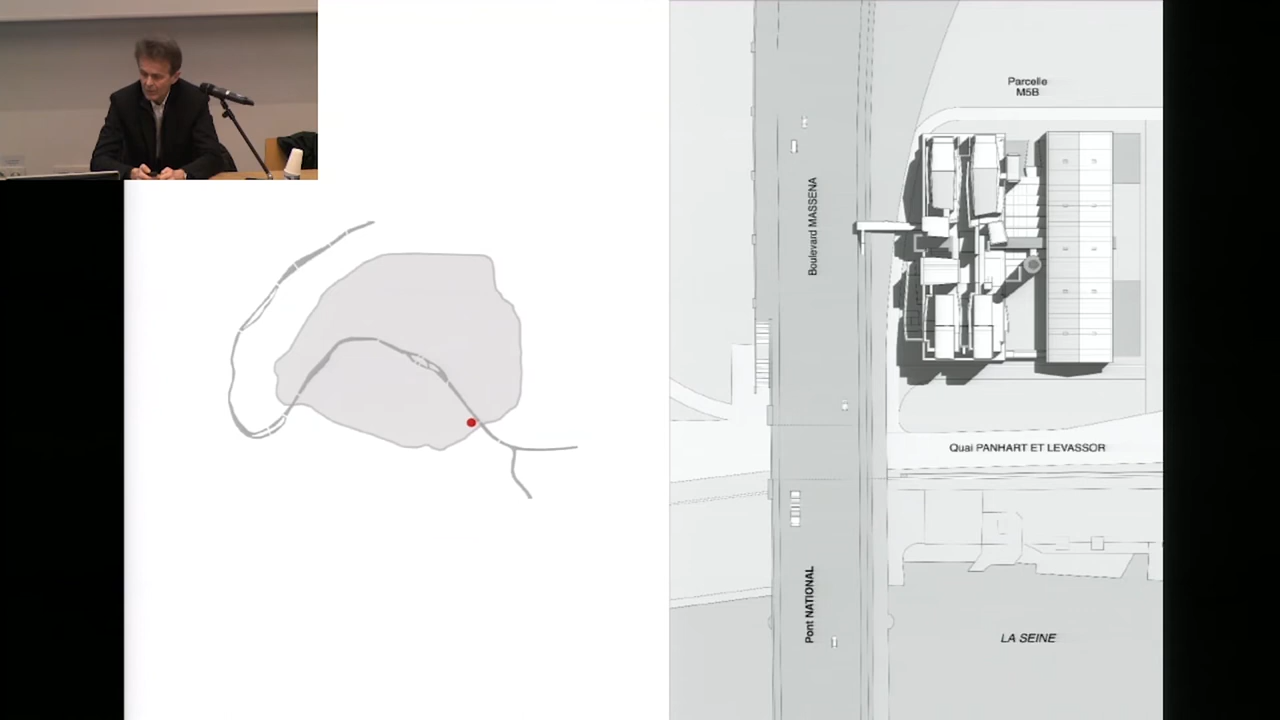 Parcelle
M5B
Boulevard MASSENA
Quai PANHART ET LEVASSOR
Pont NATIONAL
LA SEINE